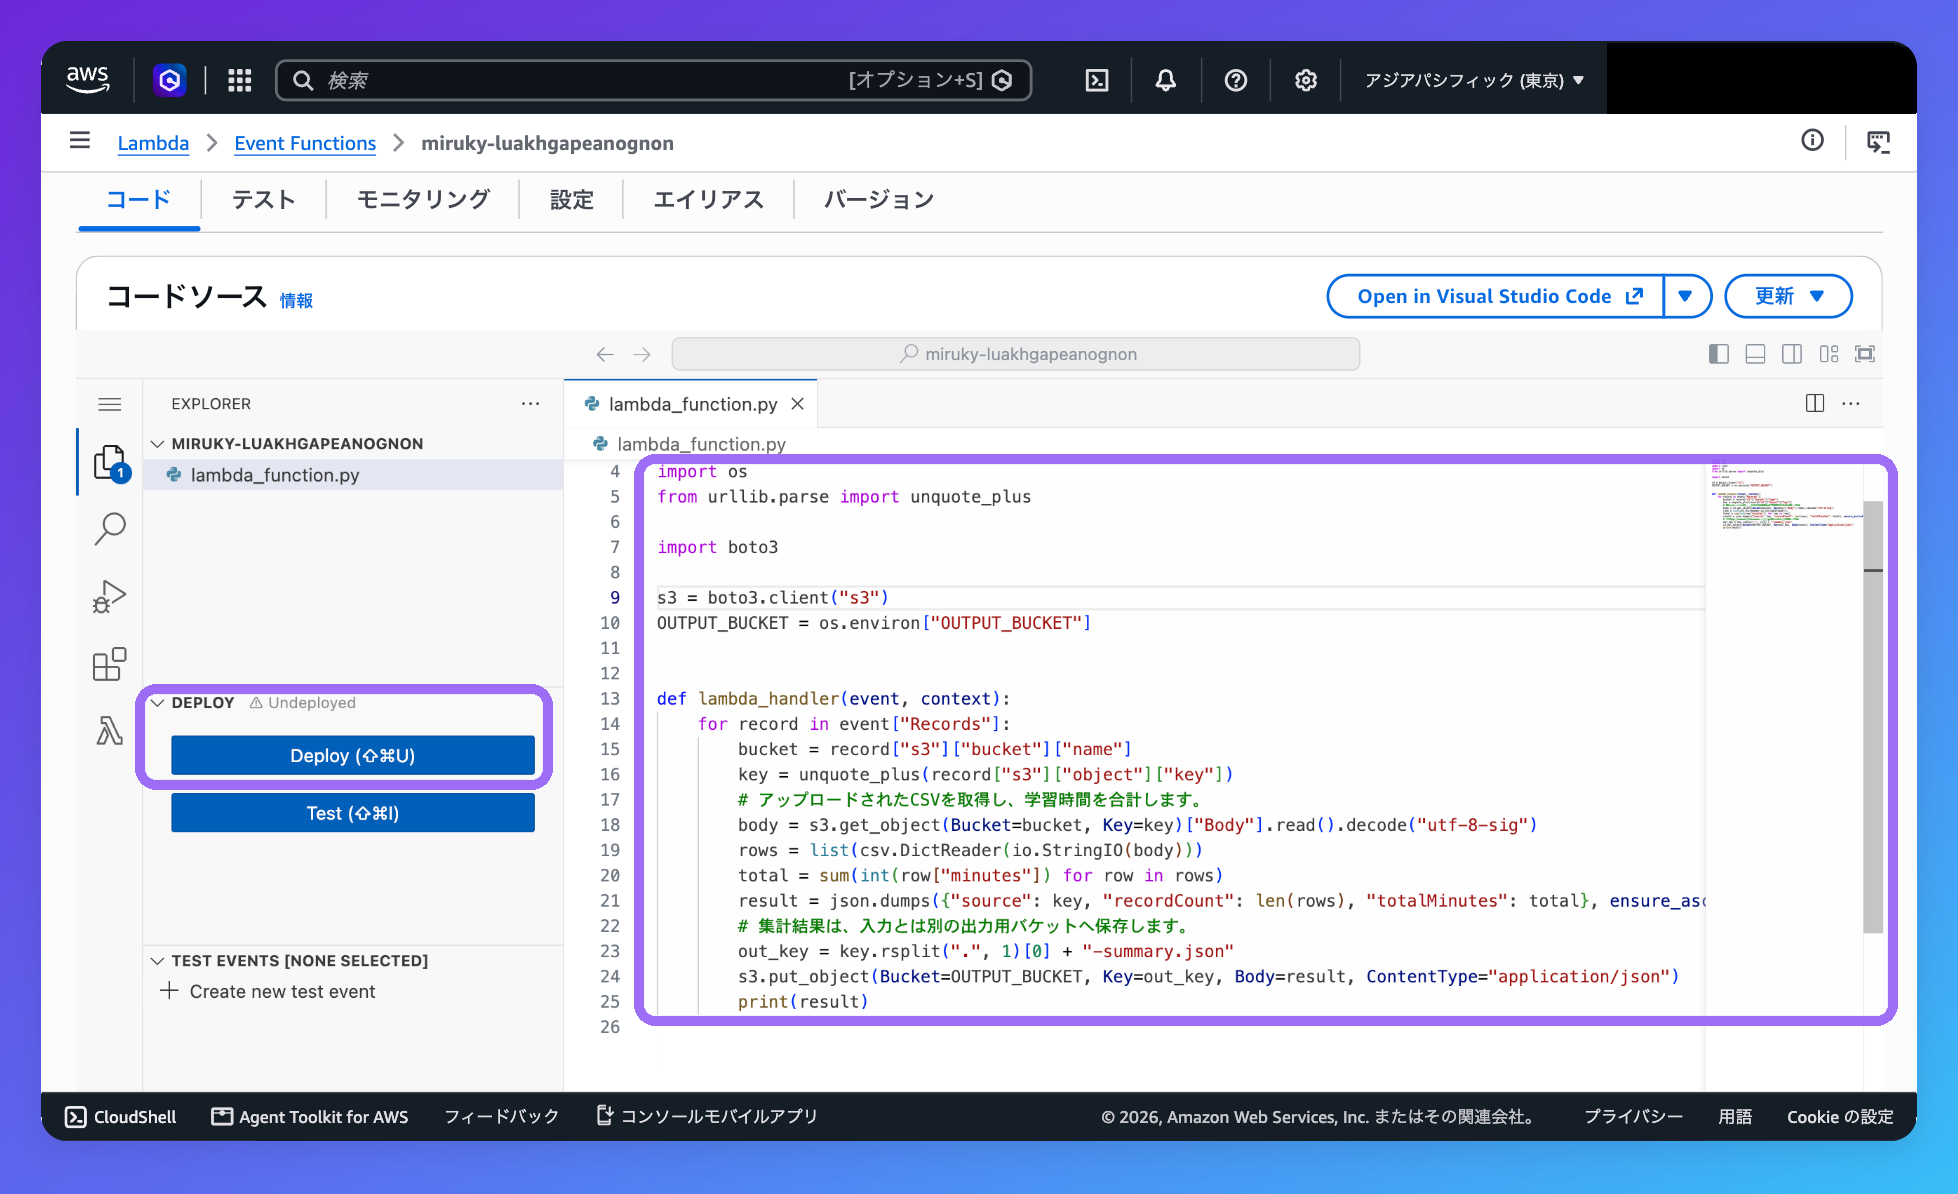 aws
検索
[オプション+S]
アジアパシフィック (東京) ▼
Lambda > Event Functions > miruky-luakhgapeanognon
コード
テスト
モニタリング
設定
エイリアス
バージョン
コードソース 情報
Open in Visual Studio Code
更新 ▼
miruky-luakhgapeanognon
EXPLORER
MIRUKY-LUAKHGAPEANOGNON
lambda_function.py
1
DEPLOY Undeployed
Deploy (⇧⌘U)
Test (⇧⌘I)
TEST EVENTS [NONE SELECTED]
Create new test event
lambda_function.py
lambda_function.py
4 import os
5 from urllib.parse import unquote_plus
6
7 import boto3
8
9 s3 = boto3.client("s3")
10 OUTPUT_BUCKET = os.environ["OUTPUT_BUCKET"]
11
12
13 def lambda_handler(event, context):
14 for record in event["Records"]:
15 bucket = record["s3"]["bucket"]["name"]
16 key = unquote_plus(record["s3"]["object"]["key"])
17 # アップロードされたCSVを取得し、学習時間を合計します。
18 body = s3.get_object(Bucket=bucket, Key=key)["Body"].read().decode("utf-8-sig")
19 rows = list(csv.DictReader(io.StringIO(body)))
20 total = sum(int(row["minutes"]) for row in rows)
21 result = json.dumps({"source": key, "recordCount": len(rows), "totalMinutes": total}, ensure_asc
22 # 集計結果は、入力とは別の出力用バケットへ保存します。
23 out_key = key.rsplit(".", 1)[0] + "-summary.json"
24 s3.put_object(Bucket=OUTPUT_BUCKET, Key=out_key, Body=result, ContentType="application/json")
25 print(result)
26
CloudShell
Agent Toolkit for AWS
フィードバック
コンソールモバイルアプリ
© 2026, Amazon Web Services, Inc. またはその関連会社。
プライバシー
用語
Cookie の設定